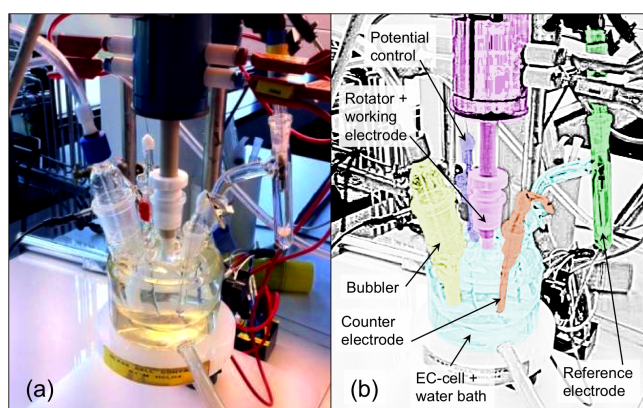 (a)
Potential
control
Rotator +
working
electrode
Bubbler
Counter
electrode
EC-cell +
water bath
Reference
electrode
(b)